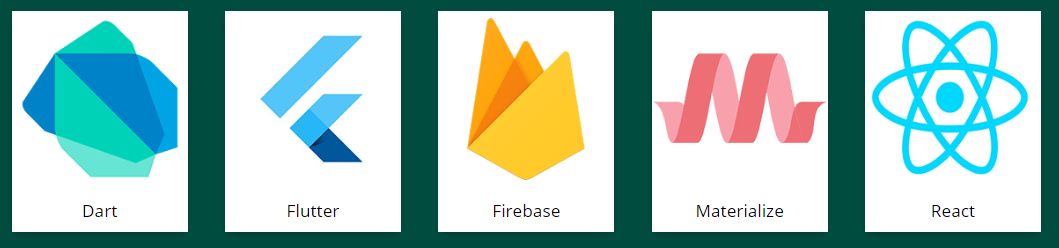 Dart
Flutter
Firebase
Materialize
React